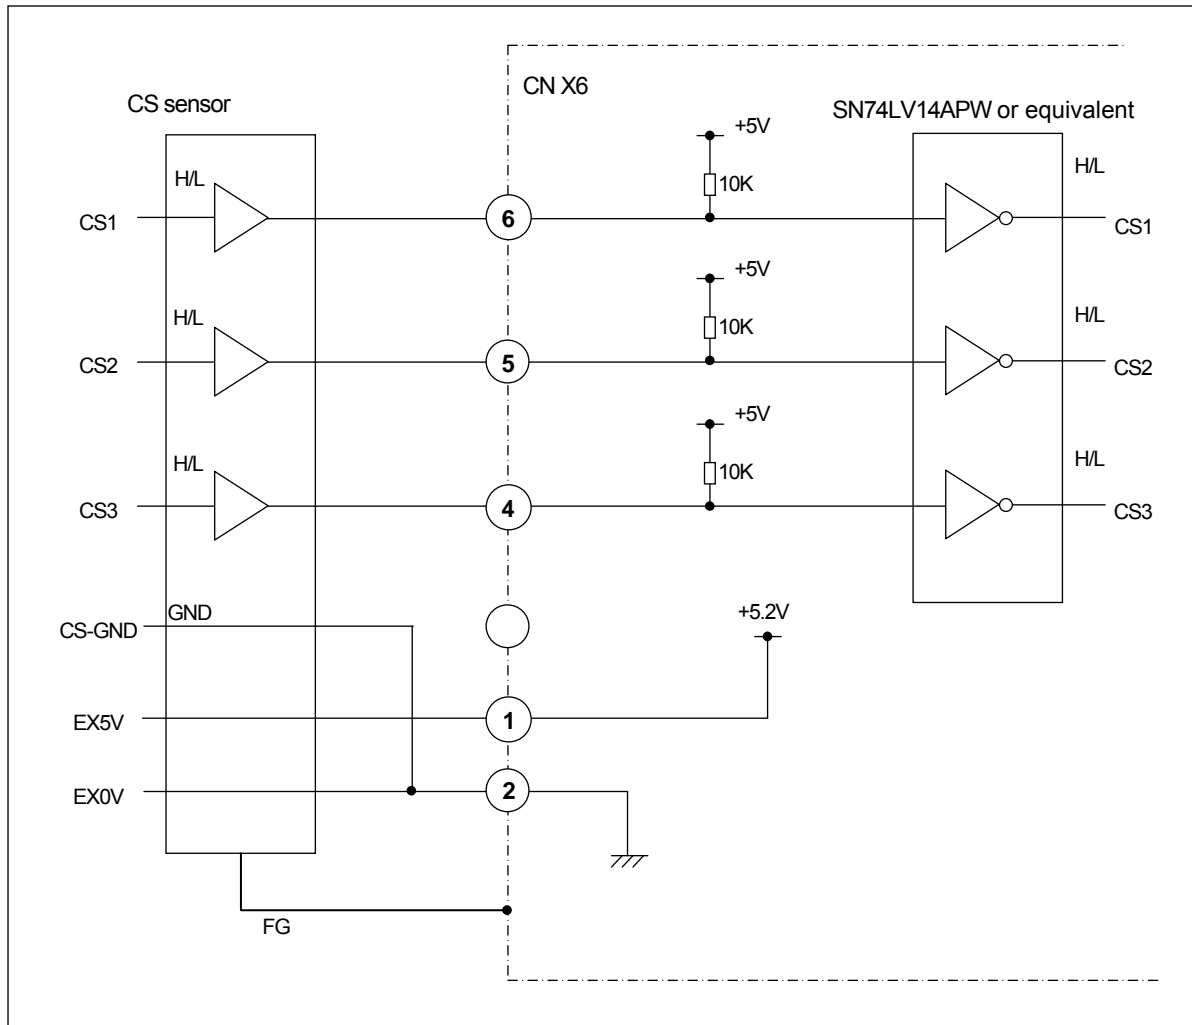 CN X6
CS sensor
SN74LV14APW or equivalent
+5V
H/L
H/L
10K
CS1
6
CS1
+5V
H/L
H/L
10K
CS2
5
CS2
+5V
H/L
H/L
10K
CS3
4
CS3
GND
CS-GND
+5.2V
EX5V
1
EX0V
2
FG